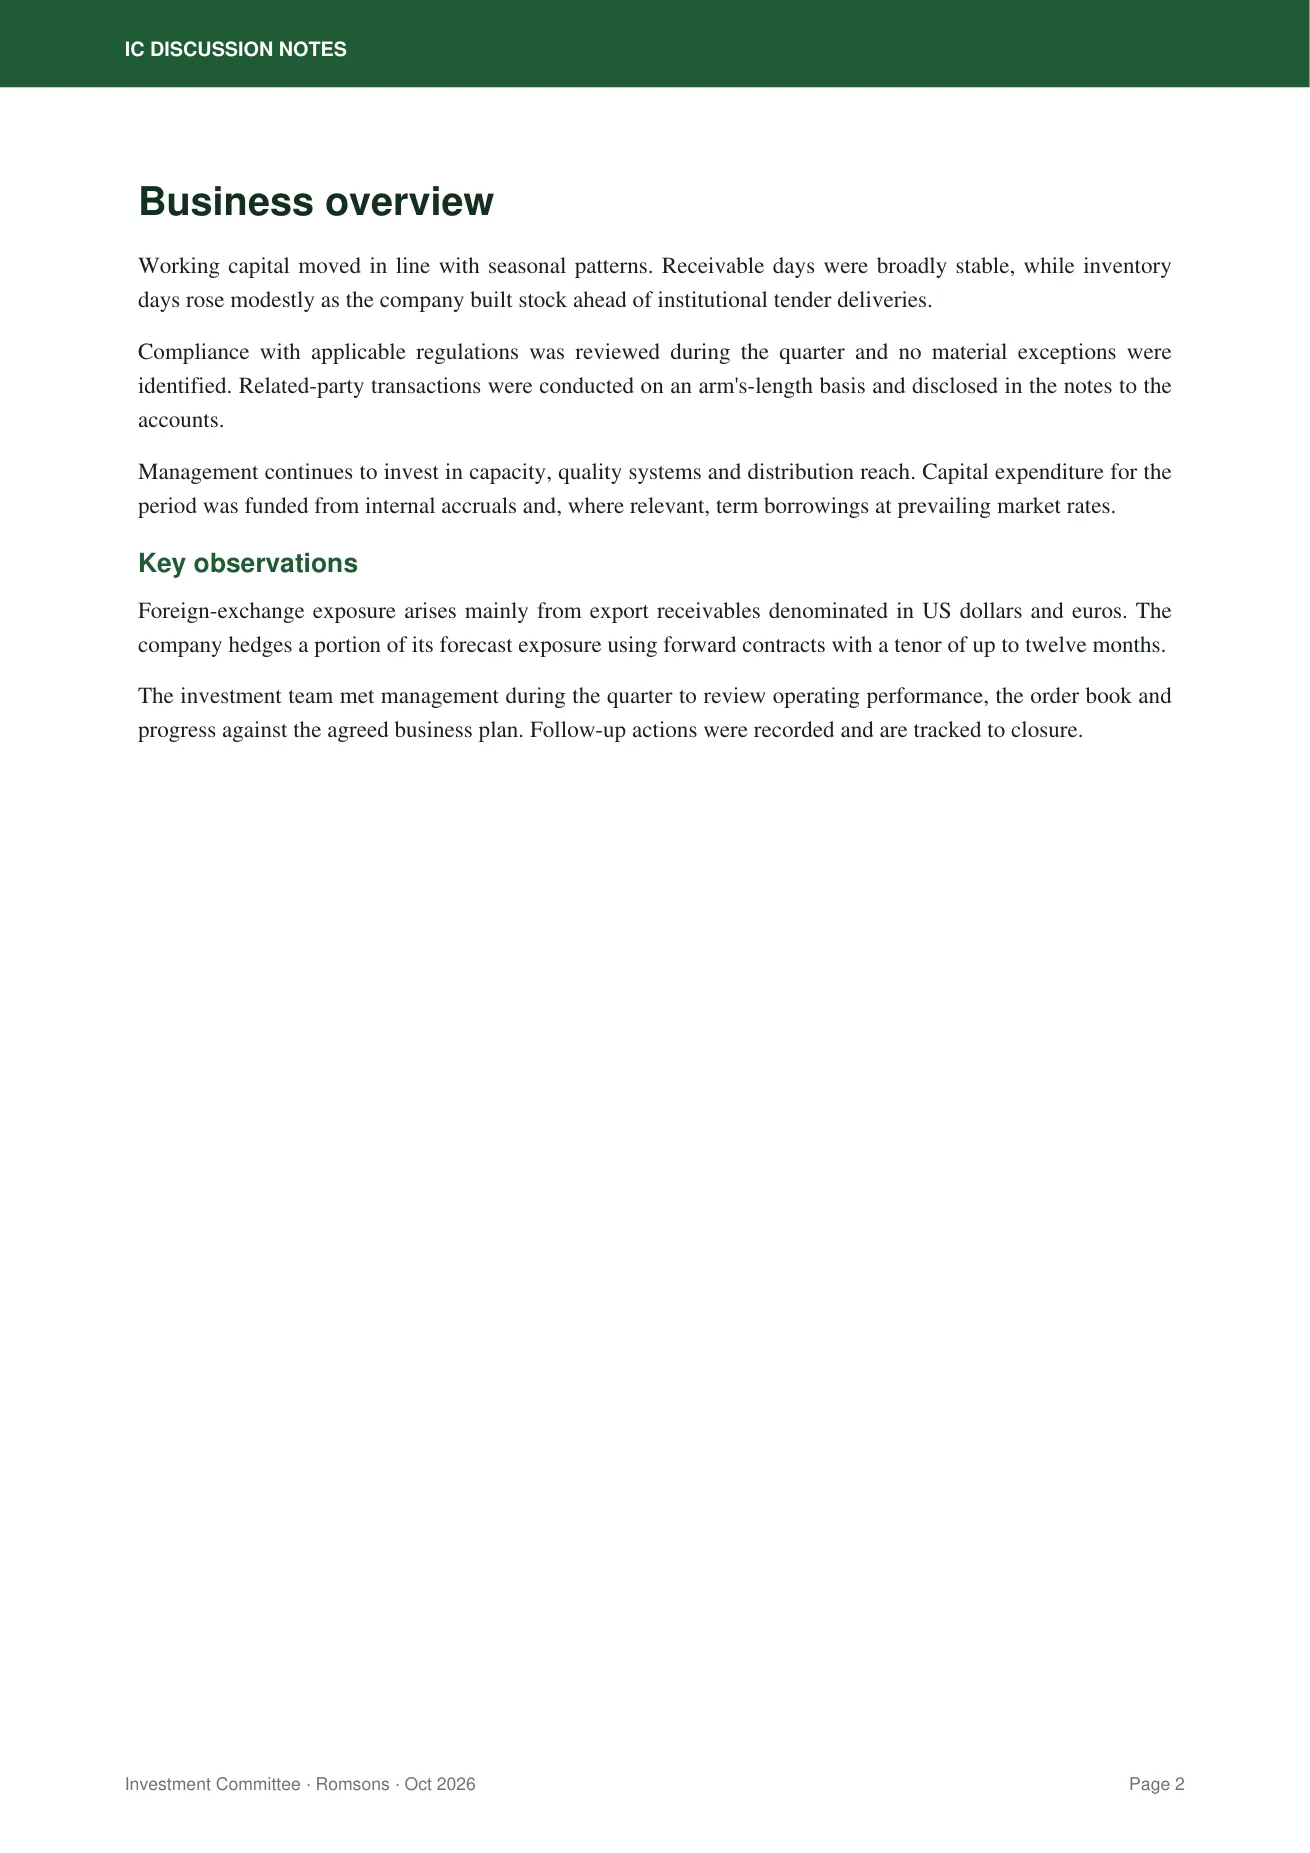 IC DISCUSSION NOTES
Business overview
Working capital moved in line with seasonal patterns. Receivable days were broadly stable, while inventory
days rose modestly as the company built stock ahead of institutional tender deliveries.
Compliance with applicable regulations was reviewed during the quarter and no material exceptions were
identified. Related-party transactions were conducted on an arm's-length basis and disclosed in the notes to the
accounts.
Management continues to invest in capacity, quality systems and distribution reach. Capital expenditure for the
period was funded from internal accruals and, where relevant, term borrowings at prevailing market rates.
Key observations
Foreign-exchange exposure arises mainly from export receivables denominated in US dollars and euros. The
company hedges a portion of its forecast exposure using forward contracts with a tenor of up to twelve months.
The investment team met management during the quarter to review operating performance, the order book and
progress against the agreed business plan. Follow-up actions were recorded and are tracked to closure.
Investment Committee · Romsons · Oct 2026
Page 2